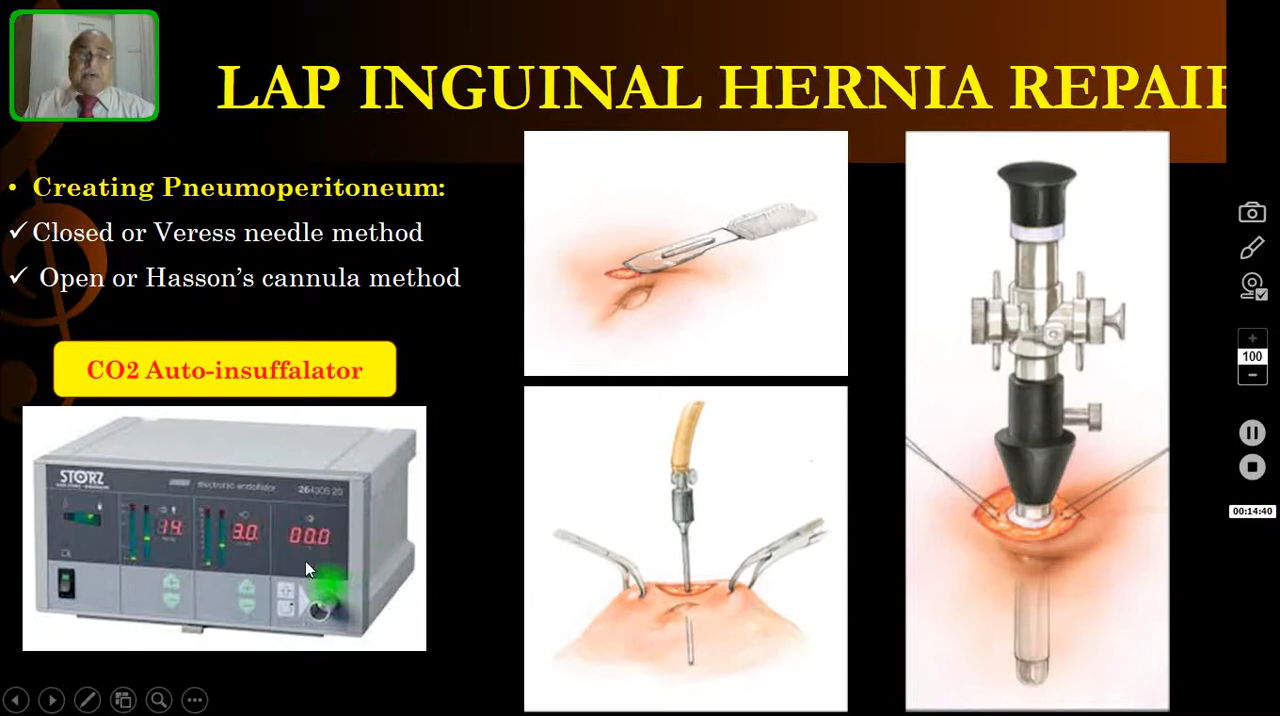 LAP INGUINAL HERNIA REPAIR
• Creating Pneumoperitoneum:
✓ Closed or Veress needle method
✓ Open or Hasson's cannula method
CO2 Auto-insuffalator
STORZ
electronic endoflator
264305 20
14
3.0
00.0
100
00:14:40